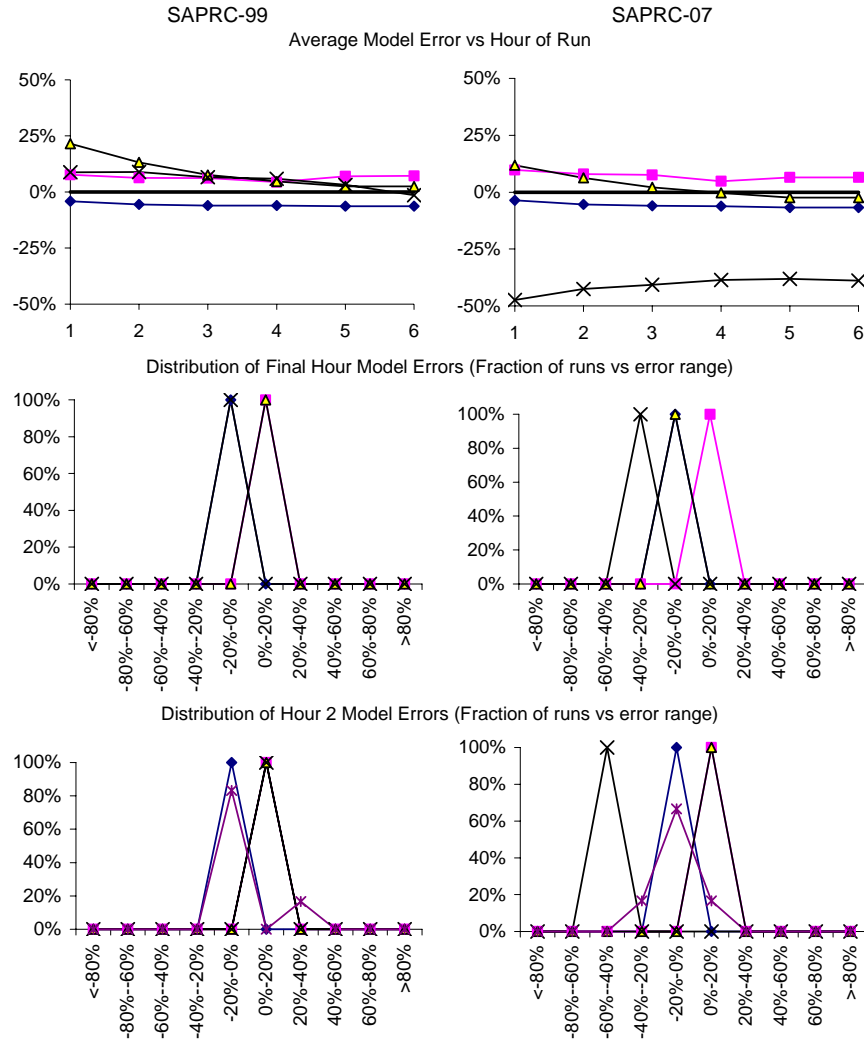 SAPRC-99 SAPRC-07
Average Model Error vs Hour of Run
50% 50%
25% 25%
0% 0%
-25% -25%
-50% -50%
1 2 3 4 5 6 1 2 3 4 5 6
Distribution of Final Hour Model Errors (Fraction of runs vs error range)
100% 100%
80% 80%
60% 60%
40% 40%
20% 20%
0% 0%
<-80% -80%--60% -60%--40% -40%--20% -20%-0% 0%-20% 20%-40% 40%-60% 60%-80% >80% <-80% -80%--60% -60%--40% -40%--20% -20%-0% 0%-20% 20%-40% 40%-60% 60%-80% >80%
Distribution of Hour 2 Model Errors (Fraction of runs vs error range)
100% 100%
80% 80%
60% 60%
40% 40%
20% 20%
0% 0%
<-80% -80%--60% -60%--40% -40%--20% -20%-0% 0%-20% 20%-40% 40%-60% 60%-80% >80% <-80% -80%--60% -60%--40% -40%--20% -20%-0% 0%-20% 20%-40% 40%-60% 60%-80% >80%